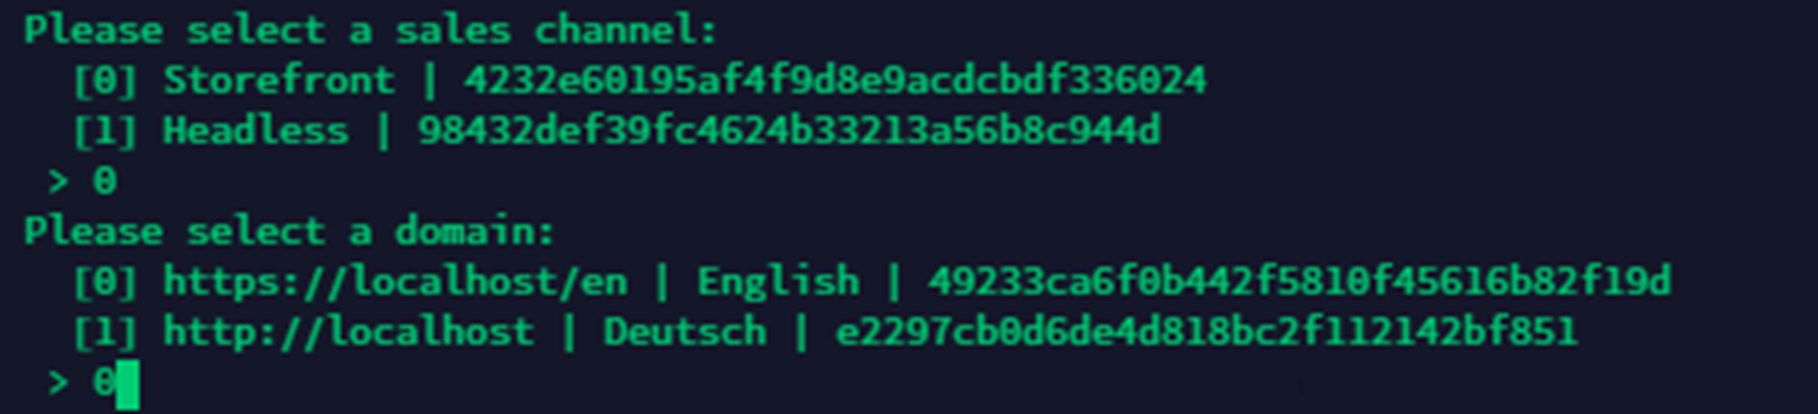 Please select a sales channel:
[0] Storefront | 4232e60195af4f9d8e9acdcbdf336024
[1] Headless | 98432def39fc4624b33213a56b8c944d
> 0
Please select a domain:
[0] https://localhost/en | English | 49233ca6f0b442f5810f45616b82f19d
[1] http://localhost | Deutsch | e2297cb0d6de4d818bc2f112142bf851
> 0